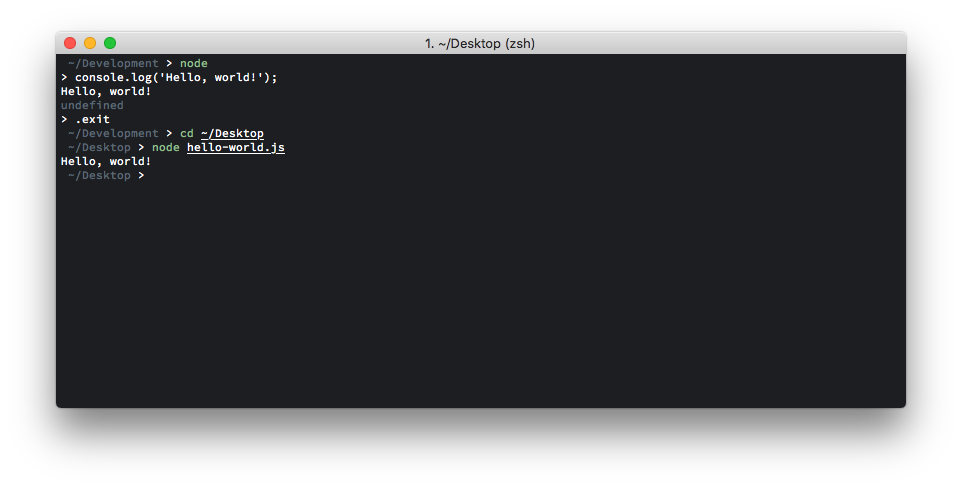 1. ~/Desktop (zsh)
~/Development > node
> console.log('Hello, world!');
Hello, world!
undefined
> .exit
~/Development > cd ~/Desktop
~/Desktop > node hello-world.js
Hello, world!
~/Desktop >